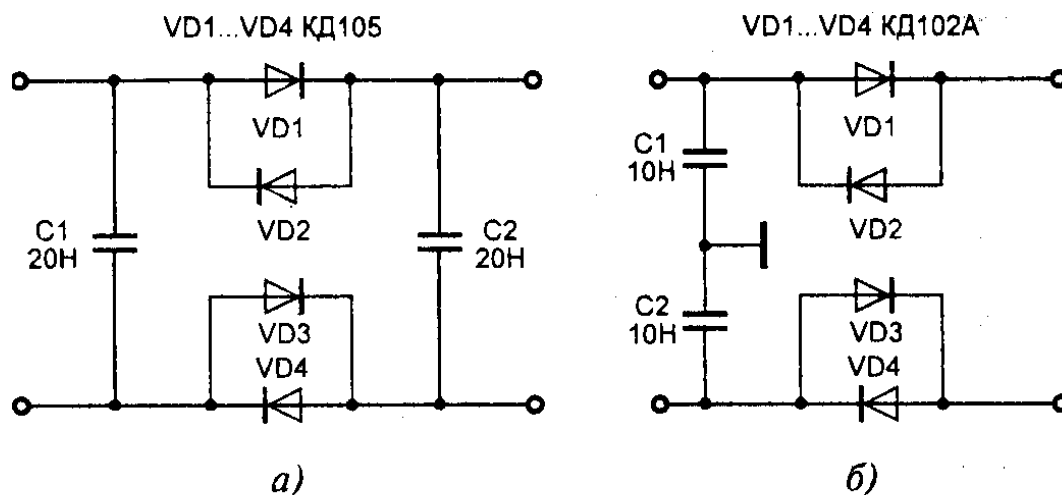 VD1...VD4 КД105
VD1
VD2
C1
20Н
C2
20Н
VD3
VD4
а)
VD1...VD4 КД102А
VD1
C1
10Н
VD2
C2
10Н
VD3
VD4
б)